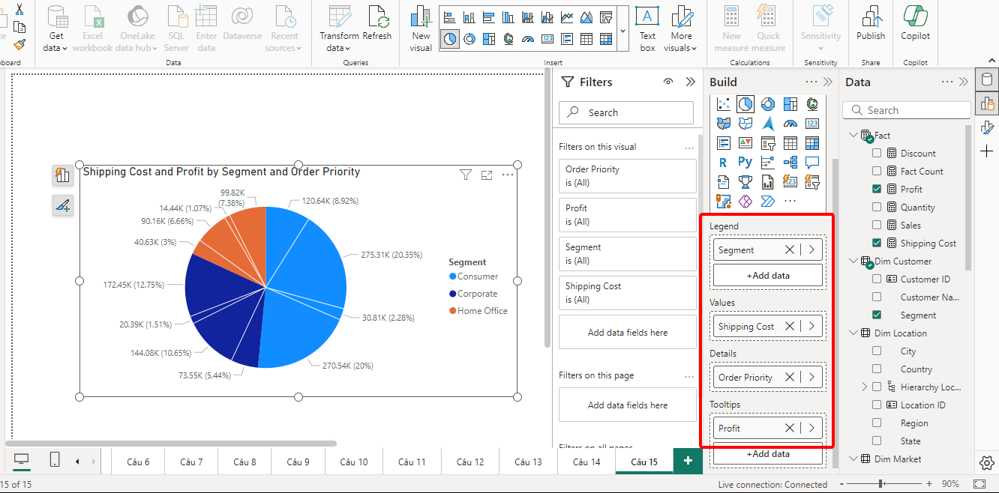 Get
data
Excel
workbook
OneLake
data hub
SQL
Server
Enter
data
Dataverse
Recent
sources
Transform
data
Refresh
New
visual
Text
box
More
visuals
New
measure
Quick
measure
Sensitivity
Publish
Copilot
Data
Queries
Insert
Calculations
Sensitivity
Share
Copilot
Shipping Cost and Profit by Segment and Order Priority
99.82K
(7.38%)
14.44K (1.07%)
90.16K (6.66%)
40.63K (3%)
172.45K (12.75%)
20.39K (1.51%)
144.08K (10.65%)
73.55K (5.44%)
120.64K (8.92%)
275.31K (20.35%)
30.81K (2.28%)
270.54K (20%)
Segment
Consumer
Corporate
Home Office
Filters
Search
Filters on this visual
Order Priority
is (All)
Profit
is (All)
Segment
is (All)
Shipping Cost
is (All)
Add data fields here
Filters on this page
Add data fields here
Filters on all pages
Build
R
Py
Legend
Segment
+Add data
Values
Shipping Cost
Details
Order Priority
Tooltips
Profit
+Add data
Data
Search
Fact
Discount
Fact Count
Profit
Quantity
Sales
Shipping Cost
Dim Customer
Customer ID
Customer Na...
Segment
Dim Location
City
Country
Hierarchy Loc...
Location ID
Region
State
Dim Market
Câu 6
Câu 7
Câu 8
Câu 9
Câu 10
Câu 11
Câu 12
Câu 13
Câu 14
Câu 15
15 of 15
Live connection: Connected
90%